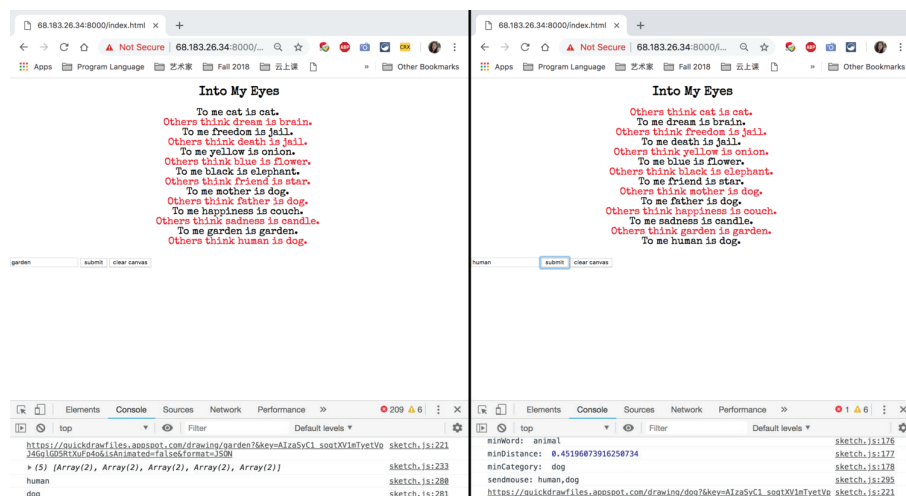 68.183.26.34:8000/index.html × +
Not Secure | 68.183.26.34:8000/...
Apps Program Language 艺术家 Fall 2018 云上课 » Other Bookmarks
Into My Eyes
To me cat is cat.
Others think dream is brain.
To me freedom is jail.
Others think death is jail.
To me yellow is onion.
Others think blue is flower.
To me black is elephant.
Others think friend is star.
To me mother is dog.
Others think father is dog.
To me happiness is couch.
Others think sadness is candle.
To me garden is garden.
Others think human is dog.
garden submit clear canvas
Elements Console Sources Network Performance » 209 6
top Filter Default levels
https://quickdrawfiles.appspot.com/drawing/garden?&key=AIzaSyC1_soqtXV1mTyetVp sketch.js:221
J4GglGD5RtXuFp4o&isAnimated=false&format=JSON
(5) [Array(2), Array(2), Array(2), Array(2), Array(2)] sketch.js:233
human sketch.js:280
dog sketch.js:281
68.183.26.34:8000/index.html × +
Not Secure | 68.183.26.34:8000/i...
Apps Program Language 艺术家 Fall 2018 云上课 » Other Bookmarks
Into My Eyes
Others think cat is cat.
To me dream is brain.
Others think freedom is jail.
To me death is jail.
Others think yellow is onion.
To me blue is flower.
Others think black is elephant.
To me friend is star.
Others think mother is dog.
To me father is dog.
Others think happiness is couch.
To me sadness is candle.
Others think garden is garden.
To me human is dog.
human submit clear canvas
Elements Console Sources Network Performance » 1 6
top Filter Default levels
minWord: animal sketch.js:176
minDistance: 0.45196073916250734 sketch.js:177
minCategory: dog sketch.js:178
sendmouse: human,dog sketch.js:295
https://quickdrawfiles.appspot.com/drawing/dog?&key=AIzaSyC1_soqtXV1mTyetVp sketch.js:221